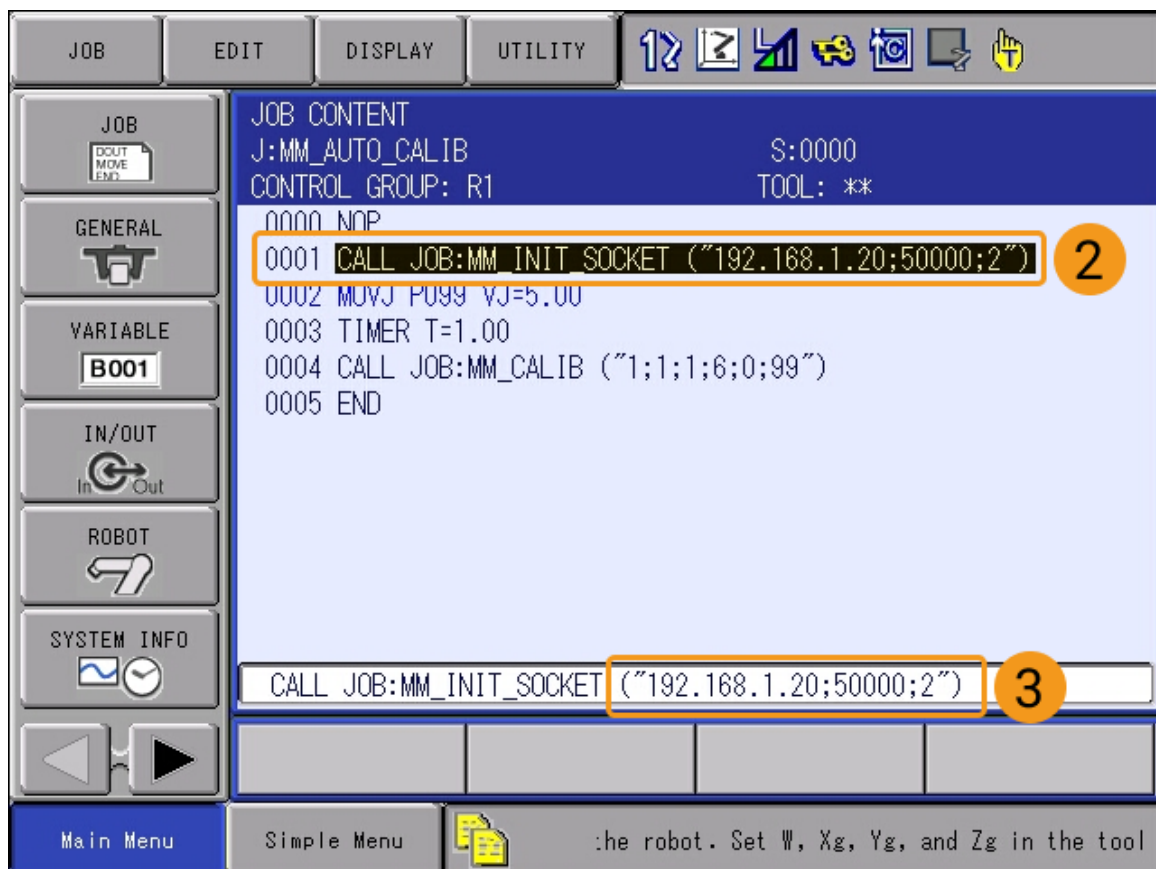 JOB EDIT DISPLAY UTILITY
JOB
DOUT
MOVE
END
GENERAL
VARIABLE
B001
IN/OUT
In Out
ROBOT
SYSTEM INFO
JOB CONTENT
J:MM_AUTO_CALIB S:0000
CONTROL GROUP: R1 TOOL: **
0000 NOP
0001 CALL JOB:MM_INIT_SOCKET ("192.168.1.20;50000;2") 2
0002 MOVJ P099 VJ=5.00
0003 TIMER T=1.00
0004 CALL JOB:MM_CALIB ("1;1;1;6;0;99")
0005 END
CALL JOB:MM_INIT_SOCKET ("192.168.1.20;50000;2") 3
Main Menu Simple Menu :he robot. Set W, Xg, Yg, and Zg in the tool